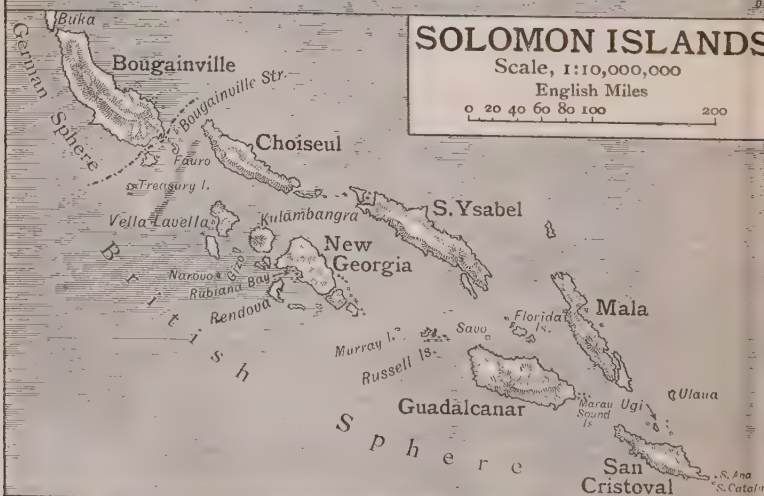 SOLOMON ISLANDS
Scale, 1:10,000,000
English Miles
0 20 40 60 80 100 200
Buka
German Sphere
Bougainville
Bougainville Str.
Fauro
Choiseul
Treasury I.
Vella Lavella
Kulambangra
S. Ysabel
New
Georgia
Gizo
Narovo
Rubiana Bay
Rendova
British Sphere
Mala
Florida
Is.
Savo
Murray I.
Russell Is.
Guadalcanar
Marau
Sound
Is
Ugi
Ulaua
San
Cristoval
S. Ana